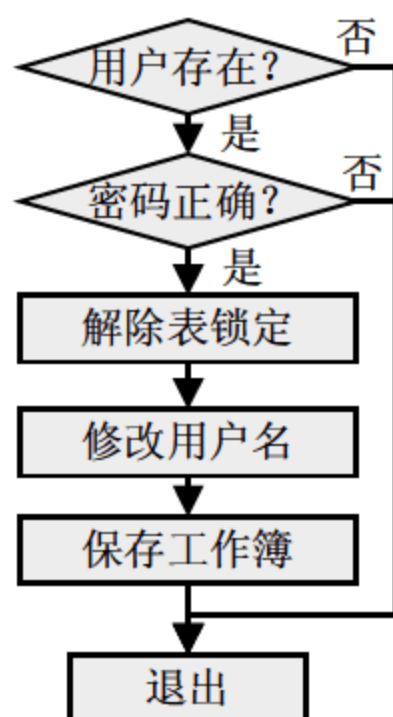 否
用户存在?
是
否
密码正确?
是
解除表锁定
修改用户名
保存工作簿
退出